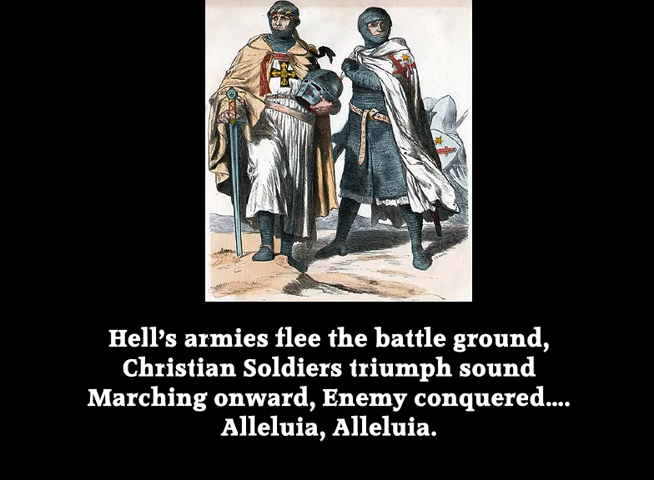 Hell's armies flee the battle ground,
Christian Soldiers triumph sound
Marching onward, Enemy conquered....
Alleluia, Alleluia.